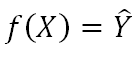 f(X) = Ŷ